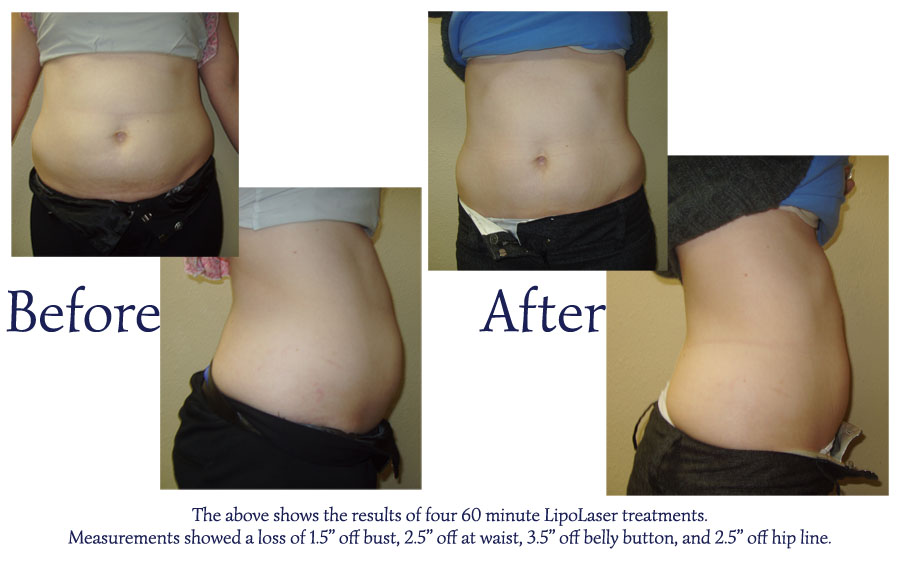 Before
After
The above shows the results of four 60 minute LipoLaser treatments.
Measurements showed a loss of 1.5” off bust, 2.5” off at waist, 3.5” off belly button, and 2.5” off hip line.